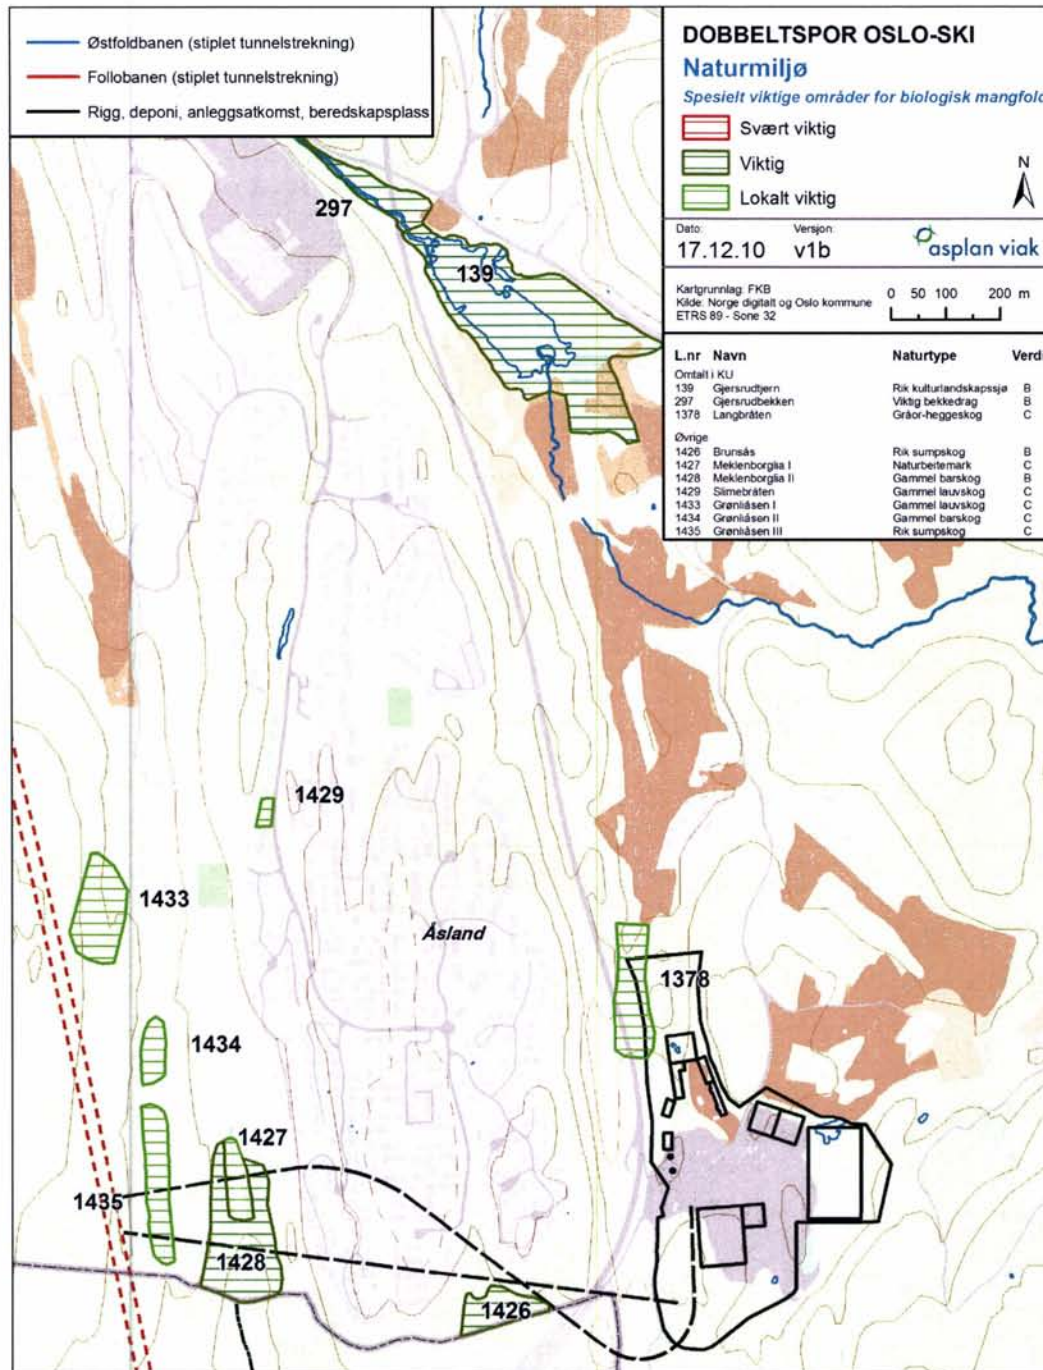 Østfoldbanen (stiplet tunnelstrekning)
Follobanen (stiplet tunnelstrekning)
Rigg, deponi, anleggsatkomst, beredskapsplass
DOBBELTSPOR OSLO-SKI
Naturmiljø
Spesielt viktige områder for biologisk mangfold
Svært viktig
Viktig
Lokalt viktig
N
Dato: Versjon:
17.12.10 v1b
asplan viak
Kartgrunnlag: FKB
Kilde: Norge digitalt og Oslo kommune
ETRS 89 - Sone 32
0 50 100 200 m
L.nr Navn Naturtype Verdi
Omtalt i KU
139 Gjersrudtjern Rik kulturlandskapssjø B
297 Gjersrudbekken Viktig bekkedrag B
1378 Langbråten Gråor-heggeskog C
Øvrige
1426 Brunsås Rik sumpskog B
1427 Meklenborglia I Naturbeitemark C
1428 Meklenborglia II Gammel barskog B
1429 Slimebråten Gammel lauvskog C
1433 Grønliåsen I Gammel lauvskog C
1434 Grønliåsen II Gammel barskog C
1435 Grønliåsen III Rik sumpskog C
297
139
1429
1433
Åsland
1378
1434
1427
1435
1428
1426